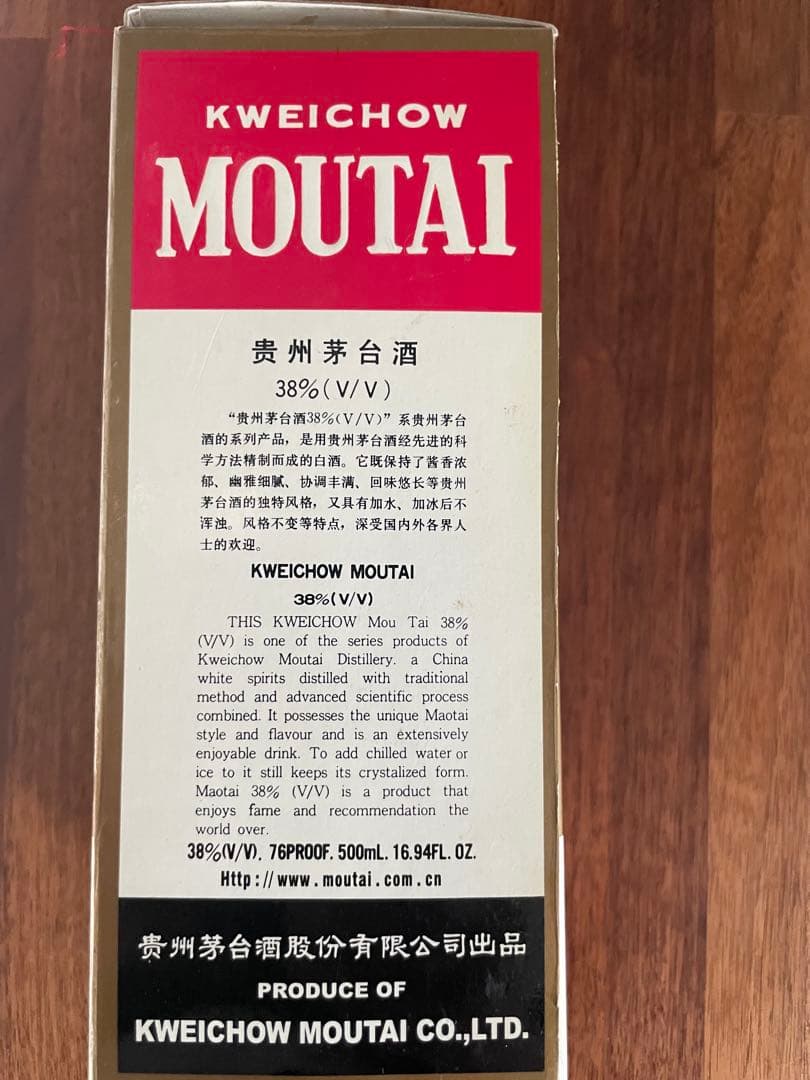 KWEICHOW
MOUTAI
贵州茅台酒
38%(V/V)
“贵州茅台酒38%(V/V)”系贵州茅台
酒的系列产品，是用贵州茅台酒经先进的科
学方法精制而成的白酒。它既保持了酱香浓
郁、幽雅细腻、协调丰满、回味悠长等贵州
茅台酒的独特风格，又具有加水、加冰后不
浑浊。风格不变等特点，深受国内外各界人
士的欢迎。
KWEICHOW MOUTAI
38%(V/V)
THIS KWEICHOW Mou Tai 38%
(V/V) is one of the series products of
Kweichow Moutai Distillery. a China
white spirits distilled with traditional
method and advanced scientific process
combined. It possesses the unique Maotai
style and flavour and is an extensively
enjoyable drink. To add chilled water or
ice to it still keeps its crystalized form.
Maotai 38% (V/V) is a product that
enjoys fame and recommendation the
world over.
38%(V/V). 76PROOF. 500mL. 16.94FL. OZ.
Http://www.moutai.com.cn
贵州茅台酒股份有限公司出品
PRODUCE OF
KWEICHOW MOUTAI CO.,LTD.